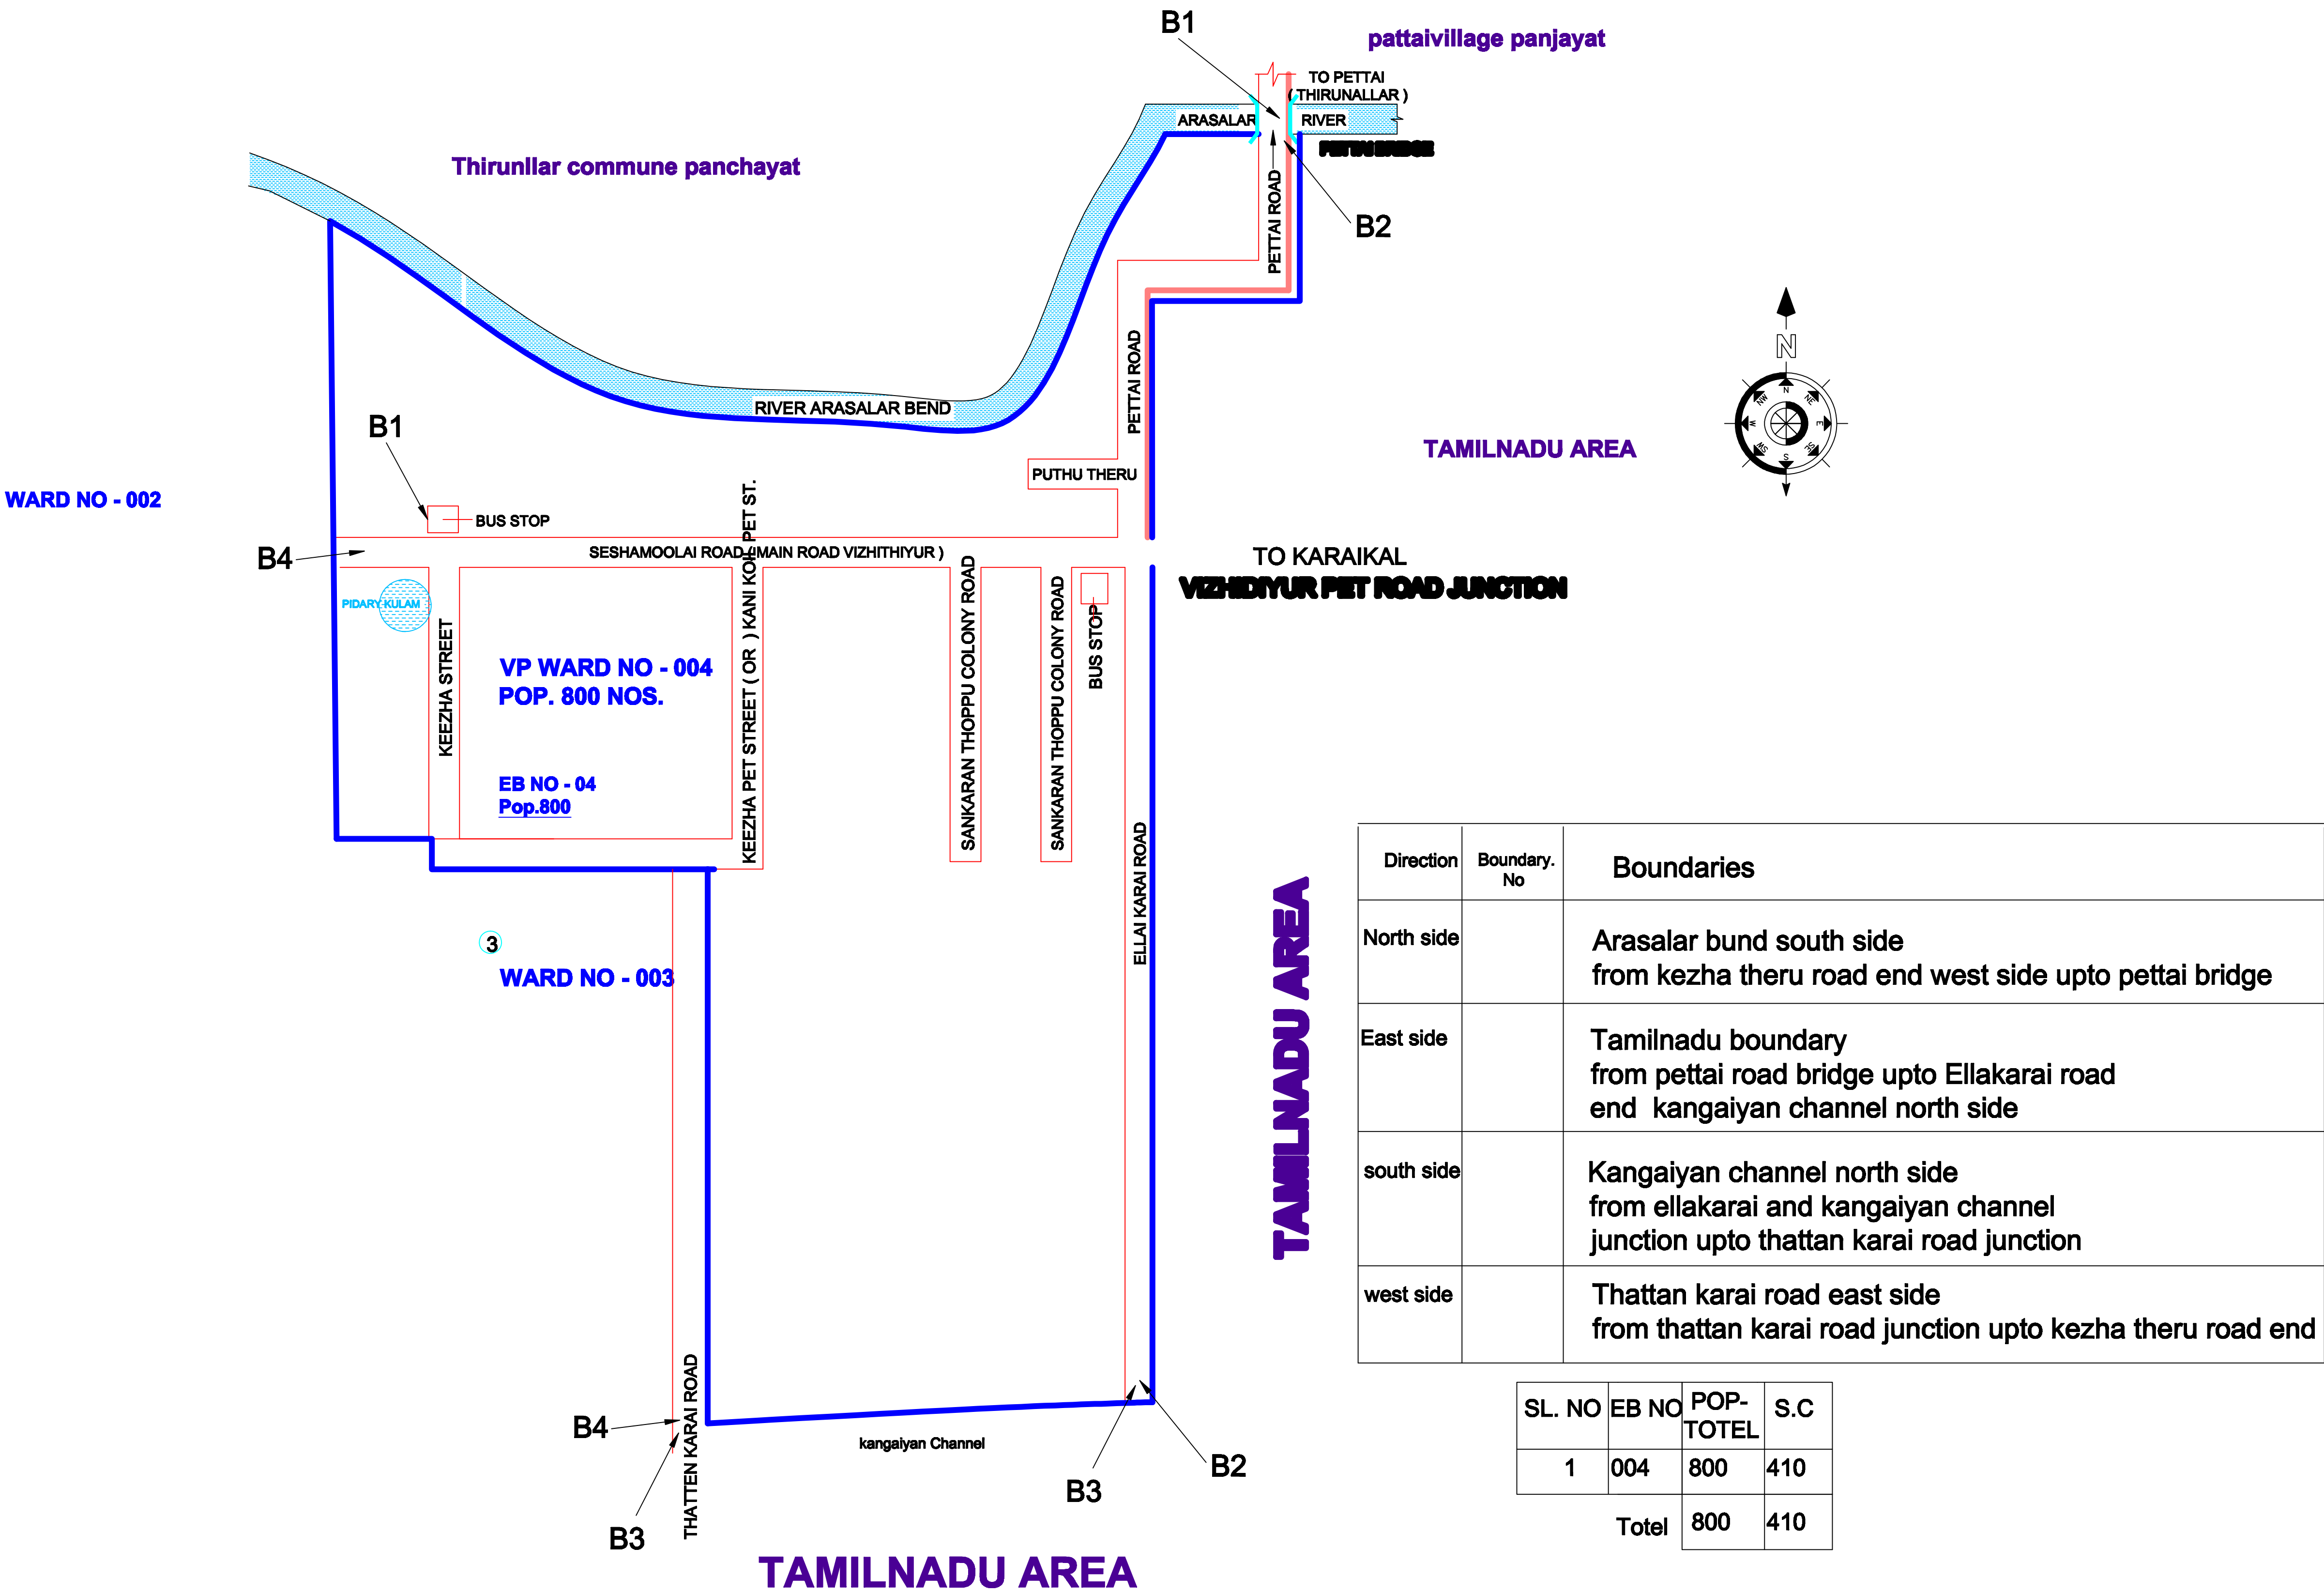 B1
pattaivillage panjayat
TO PETTAI
( THIRUNALLAR )
ARASALAR
RIVER
PETTAI BRIDGE
Thirunllar commune panchayat
PETTAI ROAD
B2
N
N
NE
E
SE
S
SW
W
NW
PETTAI ROAD
RIVER ARASALAR BEND
B1
TAMILNADU AREA
PUTHU THERU
WARD NO - 002
BUS STOP
B4
SESHAMOOLAI ROAD ( MAIN ROAD VIZHITHIYUR )
TO KARAIKAL
VIZHIDIYUR PET ROAD JUNCTION
PIDARY KULAM
KEEZHA STREET
VP WARD NO - 004
POP. 800 NOS.
EB NO - 04
Pop.800
KEEZHA PET STREET ( OR ) KANI KOIL PET ST.
SANKARAN THOPPU COLONY ROAD
SANKARAN THOPPU COLONY ROAD
BUS STOP
ELLAI KARAI ROAD
TAMILNADU AREA
3
WARD NO - 003
THATTEN KARAI ROAD
B4
B3
kangaiyan Channel
B3
B2
TAMILNADU AREA
Direction
Boundary.
No
Boundaries
North side
Arasalar bund south side
from kezha theru road end west side upto pettai bridge
East side
Tamilnadu boundary
from pettai road bridge upto Ellakarai road
end kangaiyan channel north side
south side
Kangaiyan channel north side
from ellakarai and kangaiyan channel
junction upto thattan karai road junction
west side
Thattan karai road east side
from thattan karai road junction upto kezha theru road end
SL. NO EB NO POP- S.C
TOTEL
1 004 800 410
Totel 800 410